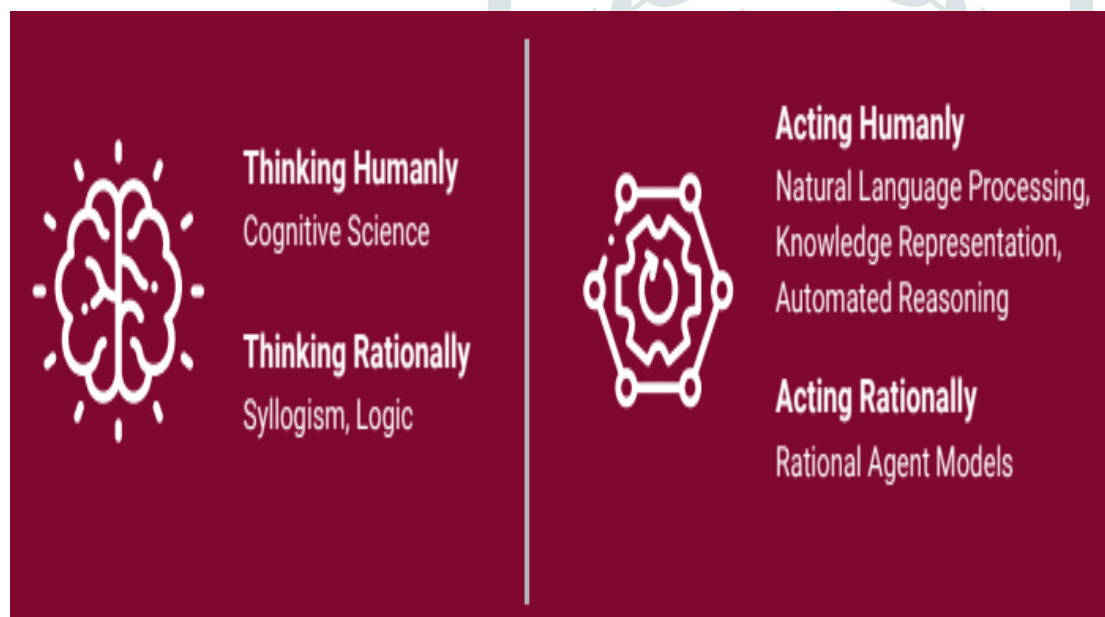 Thinking Humanly
Cognitive Science
Thinking Rationally
Syllogism, Logic
Acting Humanly
Natural Language Processing,
Knowledge Representation,
Automated Reasoning
Acting Rationally
Rational Agent Models